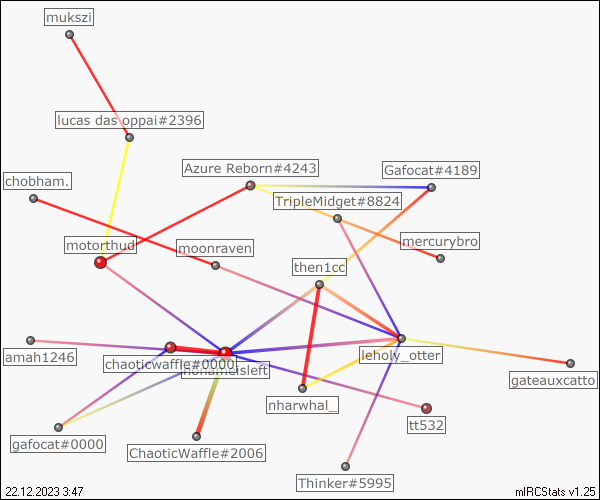 mukszi
lucas das oppai#2396
Azure Reborn#4243
Gafocat#4189
chobham.
TripleMidget#8824
mercurybro
motorthud
moonraven
then1cc
amah1246
chaoticwaffle#0000
nonameisleft
leholy_otter
gateauxcatto
nharwhal_
tt532
gafocat#0000
ChaoticWaffle#2006
Thinker#5995
22.12.2023 3:47
mIRCStats v1.25